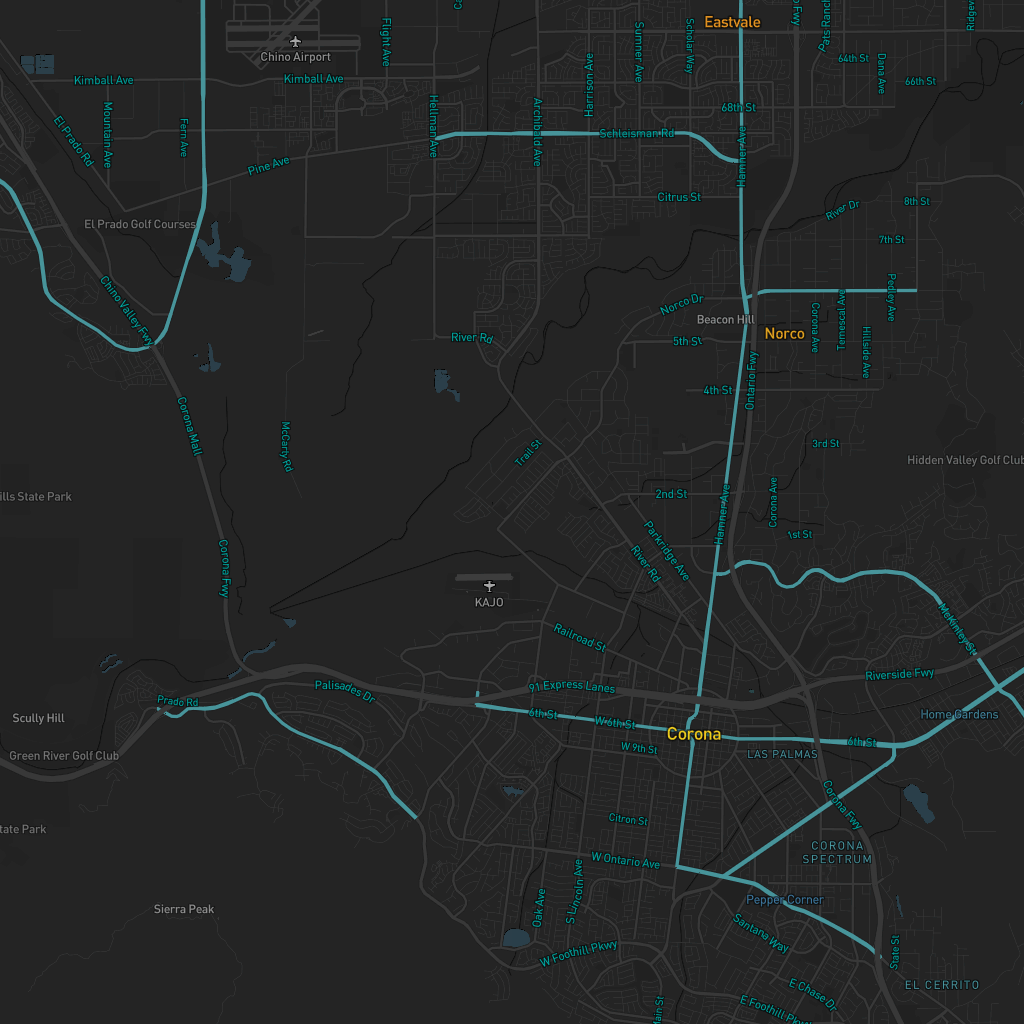 Eastvale
Flight Ave
Scholar Way
Sumner Ave
Chino Airport
64th St
Dana Ave
66th St
Kimball Ave
Kimball Ave
Harrison Ave
68th St
Mountain Ave
El Prado Rd
Fern Ave
Hellman Ave
Archibald Ave
Schleisman Rd
Hamner Ave
Pine Ave
Citrus St
8th St
River Dr
El Prado Golf Courses
7th St
Chino Valley Fwy
Norco Dr
Pedley Ave
Temescal Ave
Corona Ave
Beacon Hill
Norco
River Rd
5th St
Hillside Ave
Ontario Fwy
4th St
Corona Mall
McCarty Rd
Trail St
3rd St
Hidden Valley Golf Club
ills State Park
2nd St
Corona Ave
Hamner Ave
1st St
Parkridge Ave
River Rd
Corona Fwy
KAJO
Railroad St
McKinley St
Riverside Fwy
91 Express Lanes
Palisades Dr
Prado Rd
6th St
W 6th St
Home Gardens
Scully Hill
Corona
W 9th St
6th St
LAS PALMAS
Green River Golf Club
Corona Fwy
Citron St
tate Park
CORONA
SPECTRUM
W Ontario Ave
S Lincoln Ave
Oak Ave
Pepper Corner
Sierra Peak
Santana Way
W Foothill Pkwy
State St
EL CERRITO
E Chase Dr
E Foothill Pkwy
Main St